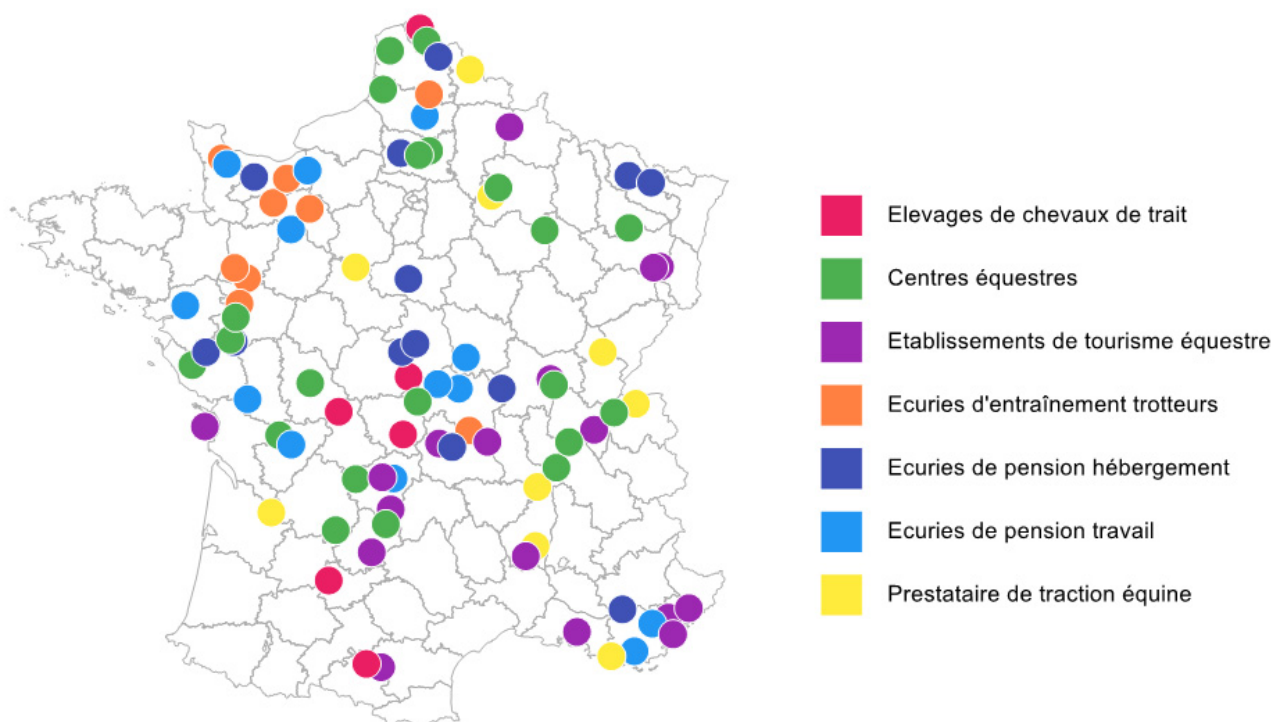 Elevages de chevaux de trait
Centres équestres
Etablissements de tourisme équestre
Ecuries d'entraînement trotteurs
Ecuries de pension hébergement
Ecuries de pension travail
Prestataire de traction équine